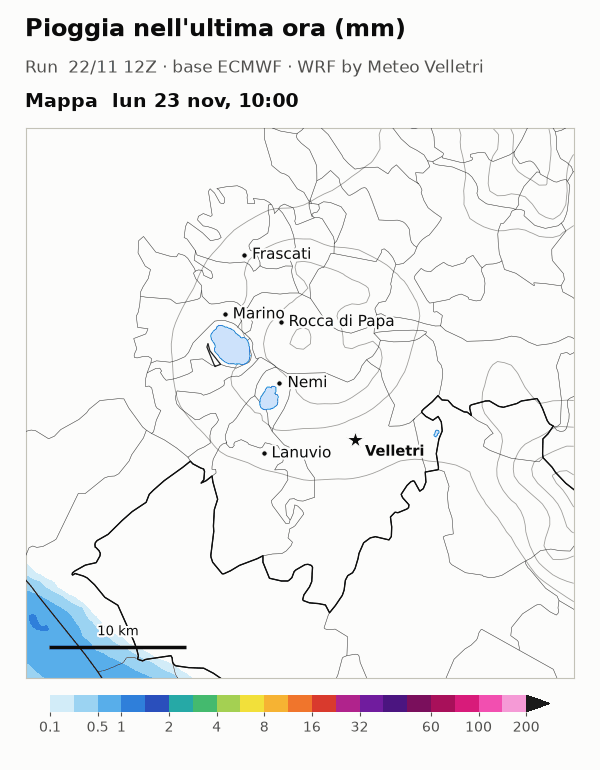 Pioggia nell'ultima ora (mm)
Run  22/11 12Z · base ECMWF · WRF by Meteo Velletri
Mappa  lun 23 nov, 10:00
Frascati
Marino
Rocca di Papa
Nemi
Velletri
Lanuvio
10 km
0.1 0.5 1 2 4 8 16 32 60 100 200